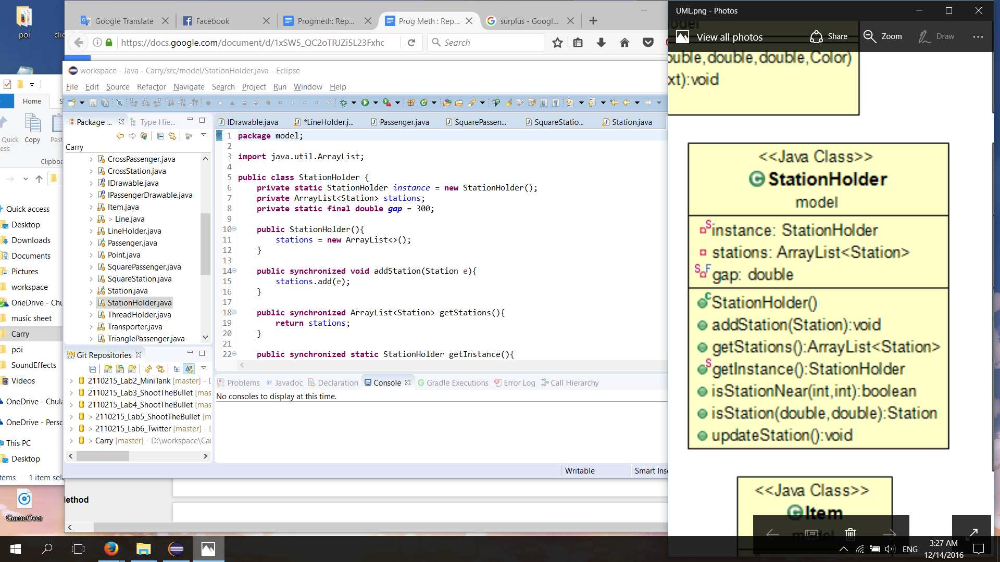 poi
clic
Google Translate
Facebook
Progmeth: Rep...
Prog Meth : Rep...
surplus - Googl...
https://docs.google.com/document/d/1xSW5_QC2oTRJZi5L23Fxhc
Search
workspace - Java - Carry/src/model/StationHolder.java - Eclipse
File Edit Source Refactor Navigate Search Project Run Window Help
Home
Quick
Copy
Past
ess
Clipboa
Package ...
Type Hie...
Carry
CrossPassenger.java
CrossStation.java
IDrawable.java
IPassengerDrawable.java
Item.java
> Line.java
LineHolder.java
Passenger.java
Point.java
SquarePassenger.java
SquareStation.java
Station.java
StationHolder.java
ThreadHolder.java
Transporter.java
TrianglePassenger.java
Quick access
Desktop
Downloads
Documents
Pictures
workspace
OneDrive - Chu
music sheet
Carry
poi
SoundEffects
Videos
OneDrive - Chula
OneDrive - Perso
This PC
Desktop
tems 1 item sele
Git Repositories
2110215_Lab2_MiniTank [master] - D
2110215_Lab3_ShootTheBullet [mas
2110215_Lab4_ShootTheBullet [mas
> 2110215_Lab5_ShootTheBullet [m
> 2110215_Lab6_Twitter [master] - D
> Carry [master] - D:\workspace\Car
IDrawable.java
*LineHolder.j...
Passenger.java
SquarePassen...
SquareStatio...
Station.java
1 package model;
2
3 import java.util.ArrayList;
4
5 public class StationHolder {
6 private static StationHolder instance = new StationHolder();
7 private ArrayList<Station> stations;
8 private static final double gap = 300;
9
10 public StationHolder(){
11 stations = new ArrayList<>();
12 }
13
14 public synchronized void addStation(Station e){
15 stations.add(e);
16 }
17
18 public synchronized ArrayList<Station> getStations(){
19 return stations;
20 }
21
22 public synchronized static StationHolder getInstance(){
Problems
@ Javadoc
Declaration
Console
Gradle Executions
Error Log
Call Hierarchy
No consoles to display at this time.
Writable
Smart Inse
Method
GameOver
UML.png - Photos
View all photos
Share
Zoom
Draw
ouble,double,double,Color)
xt):void
<<Java Class>>
StationHolder
model
instance: StationHolder
stations: ArrayList<Station>
gap: double
StationHolder()
addStation(Station):void
getStations():ArrayList<Station>
getInstance():StationHolder
isStationNear(int,int):boolean
isStation(double,double):Station
updateStation():void
<<Java Class>>
Item
model
ENG
3:27 AM
12/14/2016